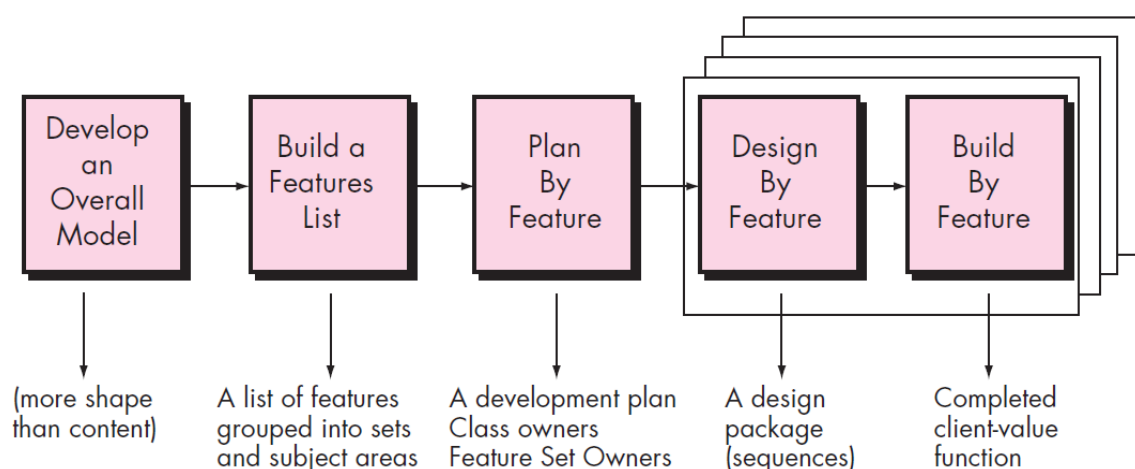 Develop
an
Overall
Model
Build a
Features
List
Plan
By
Feature
Design
By
Feature
Build
By
Feature
(more shape
than content)
A list of features
grouped into sets
and subject areas
A development plan
Class owners
Feature Set Owners
A design
package
(sequences)
Completed
client-value
function